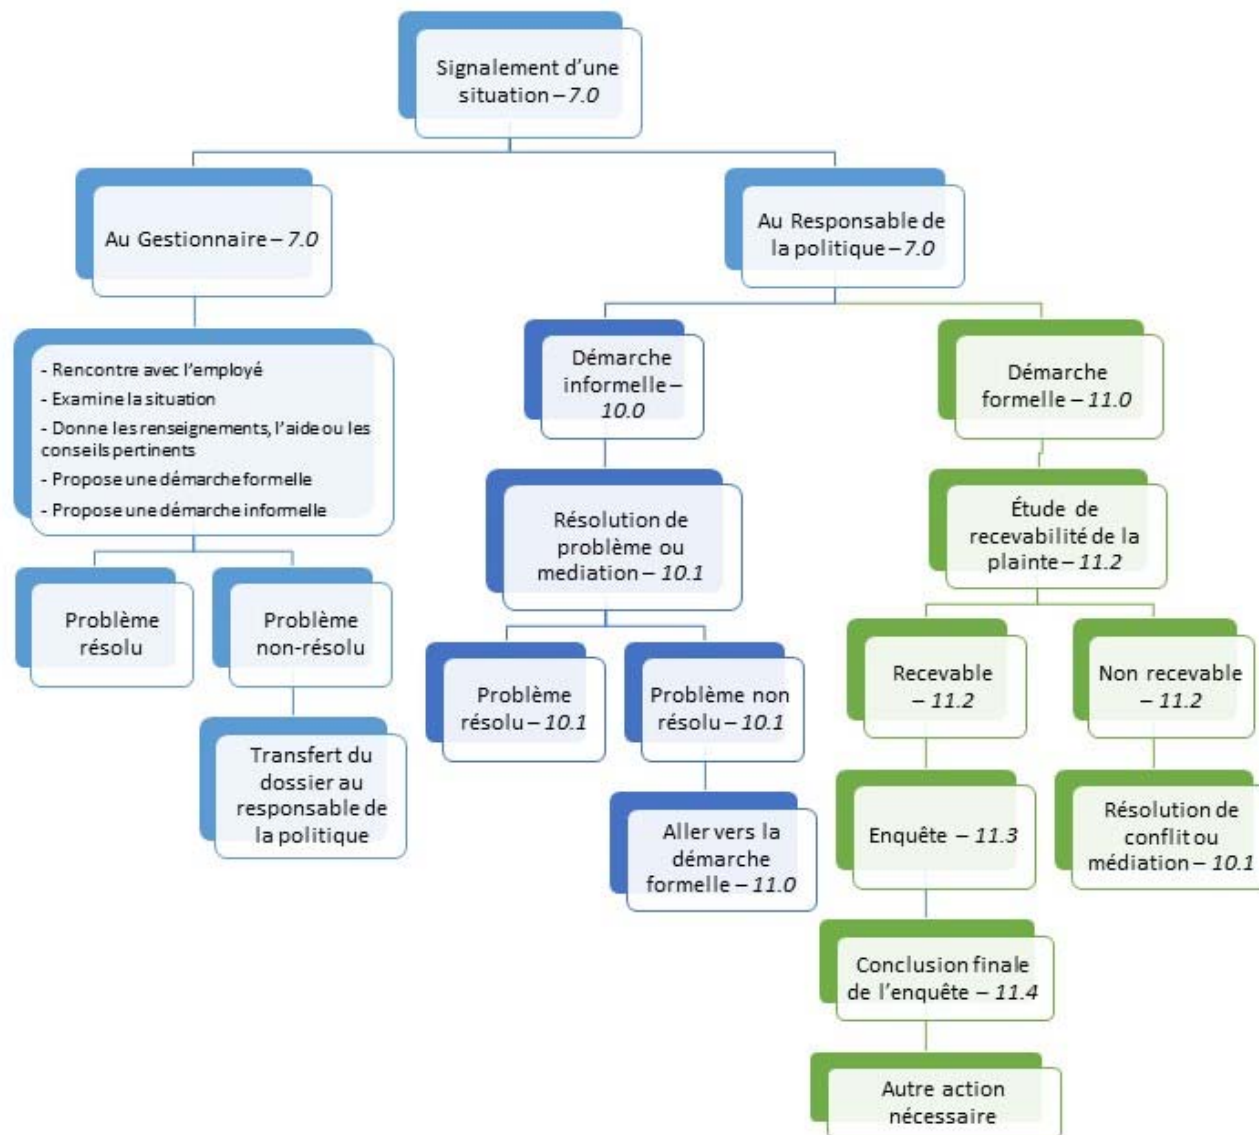 Signalement d'une
situation – 7.0
Au Gestionnaire – 7.0
Au Responsable de
la politique – 7.0
- Rencontre avec l'employé
- Examine la situation
- Donne les renseignements, l'aide ou les
conseils pertinents
- Propose une démarche formelle
- Propose une démarche informelle
Problème
résolu
Problème
non-résolu
Transfert du
dossier au
responsable de
la politique
Démarche
informelle –
10.0
Résolution de
problème ou
mediation – 10.1
Problème
résolu – 10.1
Problème non
résolu – 10.1
Aller vers la
démarche
formelle – 11.0
Démarche
formelle – 11.0
Étude de
recevabilité de la
plainte – 11.2
Recevable
– 11.2
Non recevable
– 11.2
Enquête – 11.3
Résolution de
conflit ou
médiation – 10.1
Conclusion finale
de l'enquête – 11.4
Autre action
nécessaire